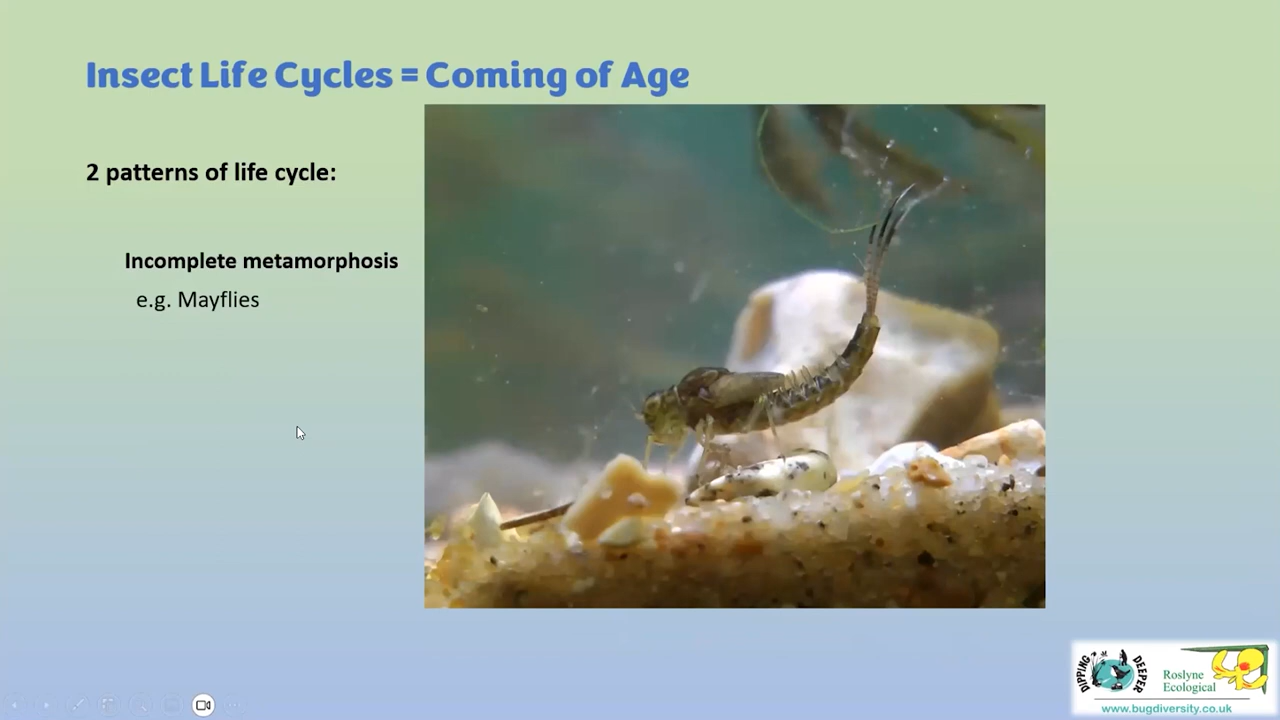 Insect Life Cycles = Coming of Age
2 patterns of life cycle:
Incomplete metamorphosis
e.g. Mayflies
DIPPING DEEPER
Roslyne
Ecological
www.bugdiversity.co.uk